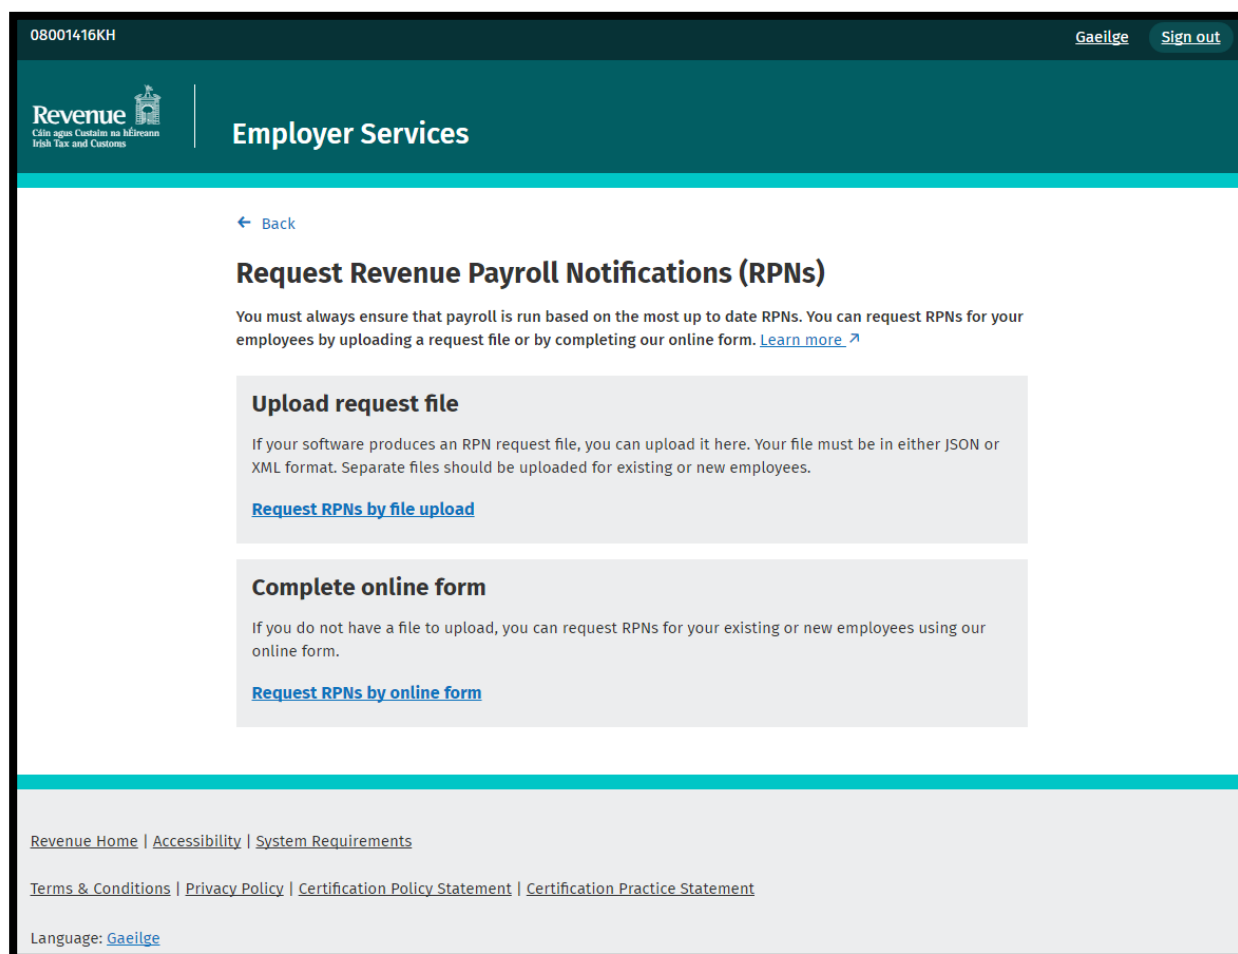 08001416KH
Gaeilge Sign out
Revenue
Cáin agus Custaim na hÉireann
Irish Tax and Customs
Employer Services
← Back
Request Revenue Payroll Notifications (RPNs)
You must always ensure that payroll is run based on the most up to date RPNs. You can request RPNs for your
employees by uploading a request file or by completing our online form. Learn more ↗
Upload request file
If your software produces an RPN request file, you can upload it here. Your file must be in either JSON or
XML format. Separate files should be uploaded for existing or new employees.
Request RPNs by file upload
Complete online form
If you do not have a file to upload, you can request RPNs for your existing or new employees using our
online form.
Request RPNs by online form
Revenue Home | Accessibility | System Requirements
Terms & Conditions | Privacy Policy | Certification Policy Statement | Certification Practice Statement
Language: Gaeilge